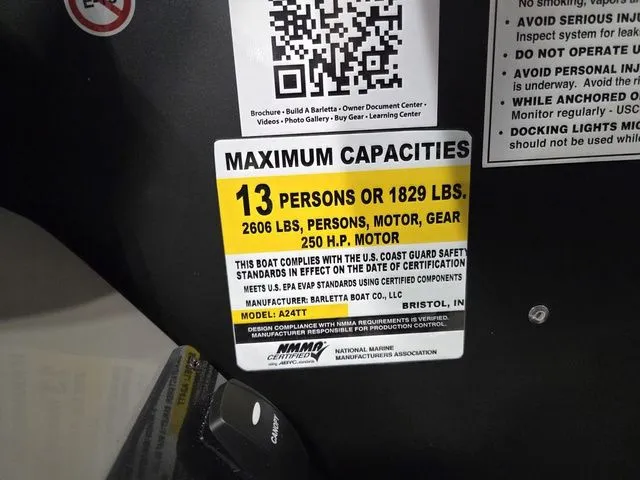 Brochure • Build A Barletta • Owner Document Center •
Videos • Photo Gallery • Buy Gear • Learning Center
No smoking, vapors a
• AVOID SERIOUS INJU
Inspect system for leak
• DO NOT OPERATE U
• AVOID PERSONAL INJ
is underway. Avoid the ri
• WHILE ANCHORED O
Monitor regularly - USC
• DOCKING LIGHTS MIG
should not be used while
MAXIMUM CAPACITIES
13 PERSONS OR 1829 LBS.
2606 LBS, PERSONS, MOTOR, GEAR
250 H.P. MOTOR
THIS BOAT COMPLIES WITH THE U.S. COAST GUARD SAFETY
STANDARDS IN EFFECT ON THE DATE OF CERTIFICATION
MEETS U.S. EPA EVAP STANDARDS USING CERTIFIED COMPONENTS
MANUFACTURER: BARLETTA BOAT CO., LLC
BRISTOL, IN
MODEL: A24TT
DESIGN COMPLIANCE WITH NMMA REQUIREMENTS IS VERIFIED.
MANUFACTURER RESPONSIBLE FOR PRODUCTION CONTROL.
NMMA
CERTIFIED
using ABYC standards
NATIONAL MARINE
MANUFACTURERS ASSOCIATION
CANOPY